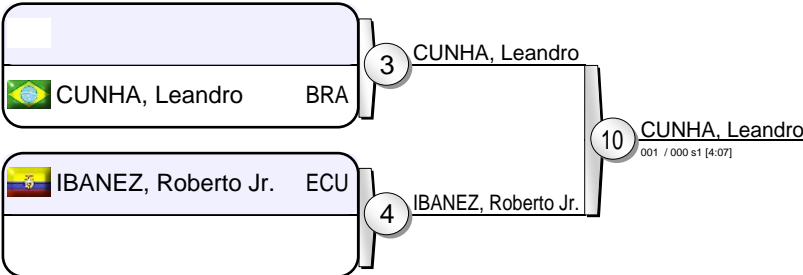 CUNHA, Leandro BRA
3
CUNHA, Leandro
IBANEZ, Roberto Jr. ECU
4
IBANEZ, Roberto Jr.
10
CUNHA, Leandro
001 / 000 s1 [4:07]